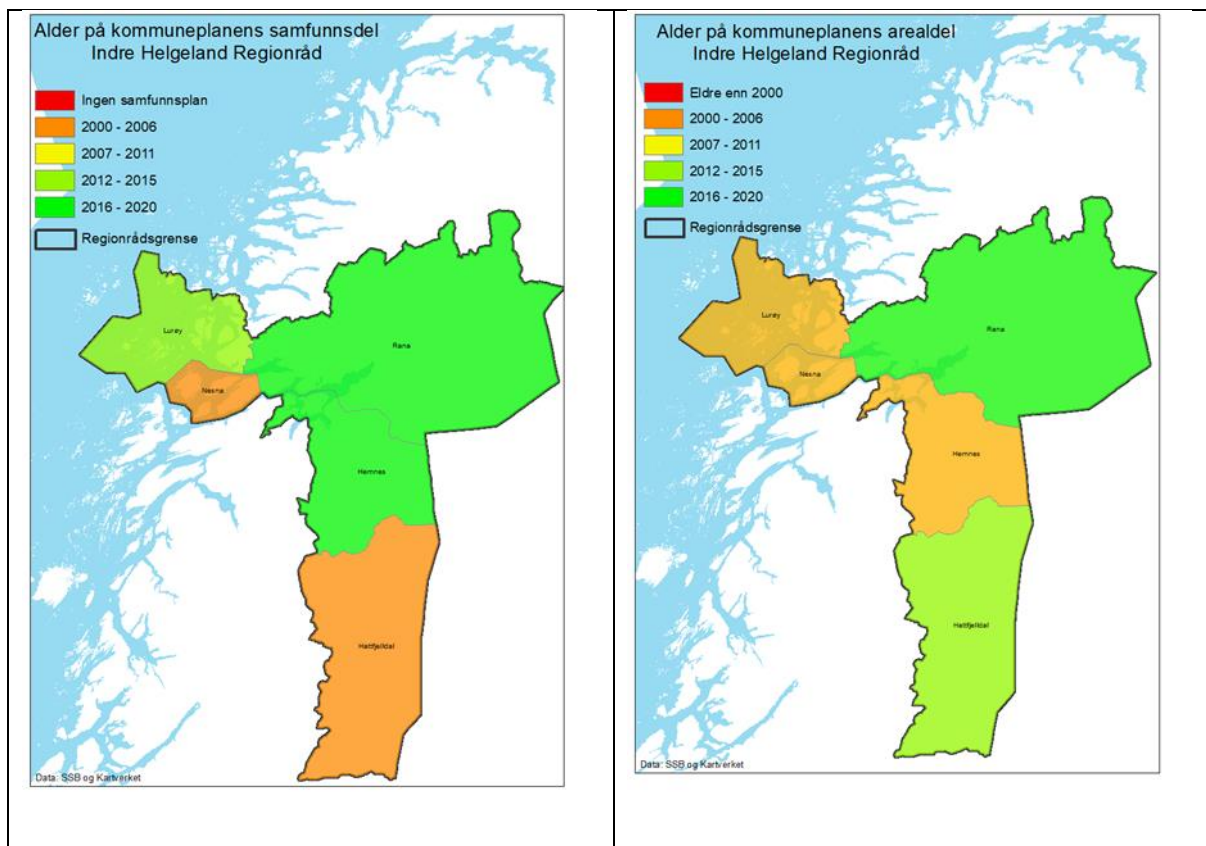 Alder på kommuneplanens samfunnsdel
Indre Helgeland Regionråd
Ingen samfunnsplan
2000 - 2006
2007 - 2011
2012 - 2015
2016 - 2020
Regionrådsgrense
Lurøy
Rana
Nesna
Hemnes
Hattfjelldal
Data: SSB og Kartverket
Alder på kommuneplanens arealdel
Indre Helgeland Regionråd
Eldre enn 2000
2000 - 2006
2007 - 2011
2012 - 2015
2016 - 2020
Regionrådsgrense
Lurøy
Rana
Nesna
Hemnes
Hattfjelldal
Data: SSB og Kartverket